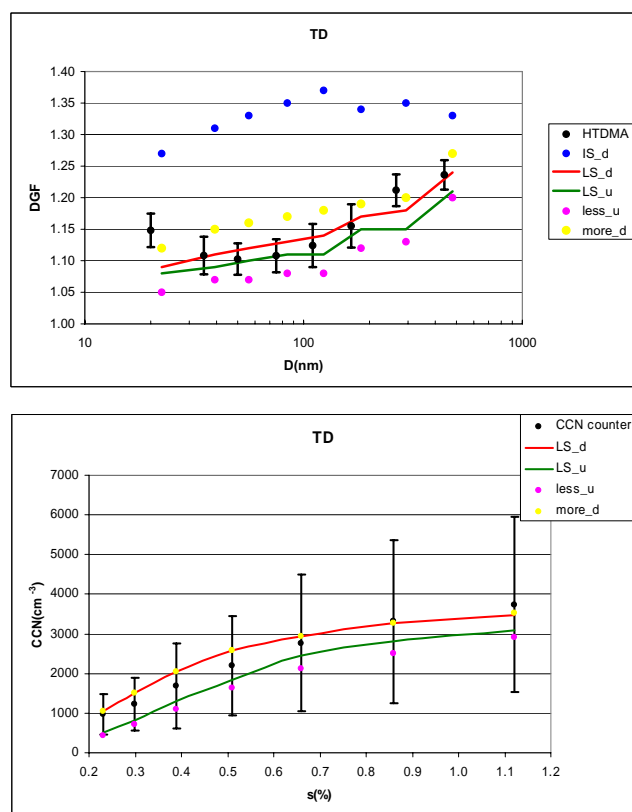 TD
1.40
1.35
1.30
1.25
1.20
1.15
1.10
1.05
1.00
DGF
10
100
1000
D(nm)
HTDMA
IS_d
LS_d
LS_u
less_u
more_d
TD
CCN counter
LS_d
LS_u
less_u
more_d
7000
6000
5000
4000
3000
2000
1000
0
CCN(cm⁻³)
0.2 0.3 0.4 0.5 0.6 0.7 0.8 0.9 1.0 1.1 1.2
s(%)